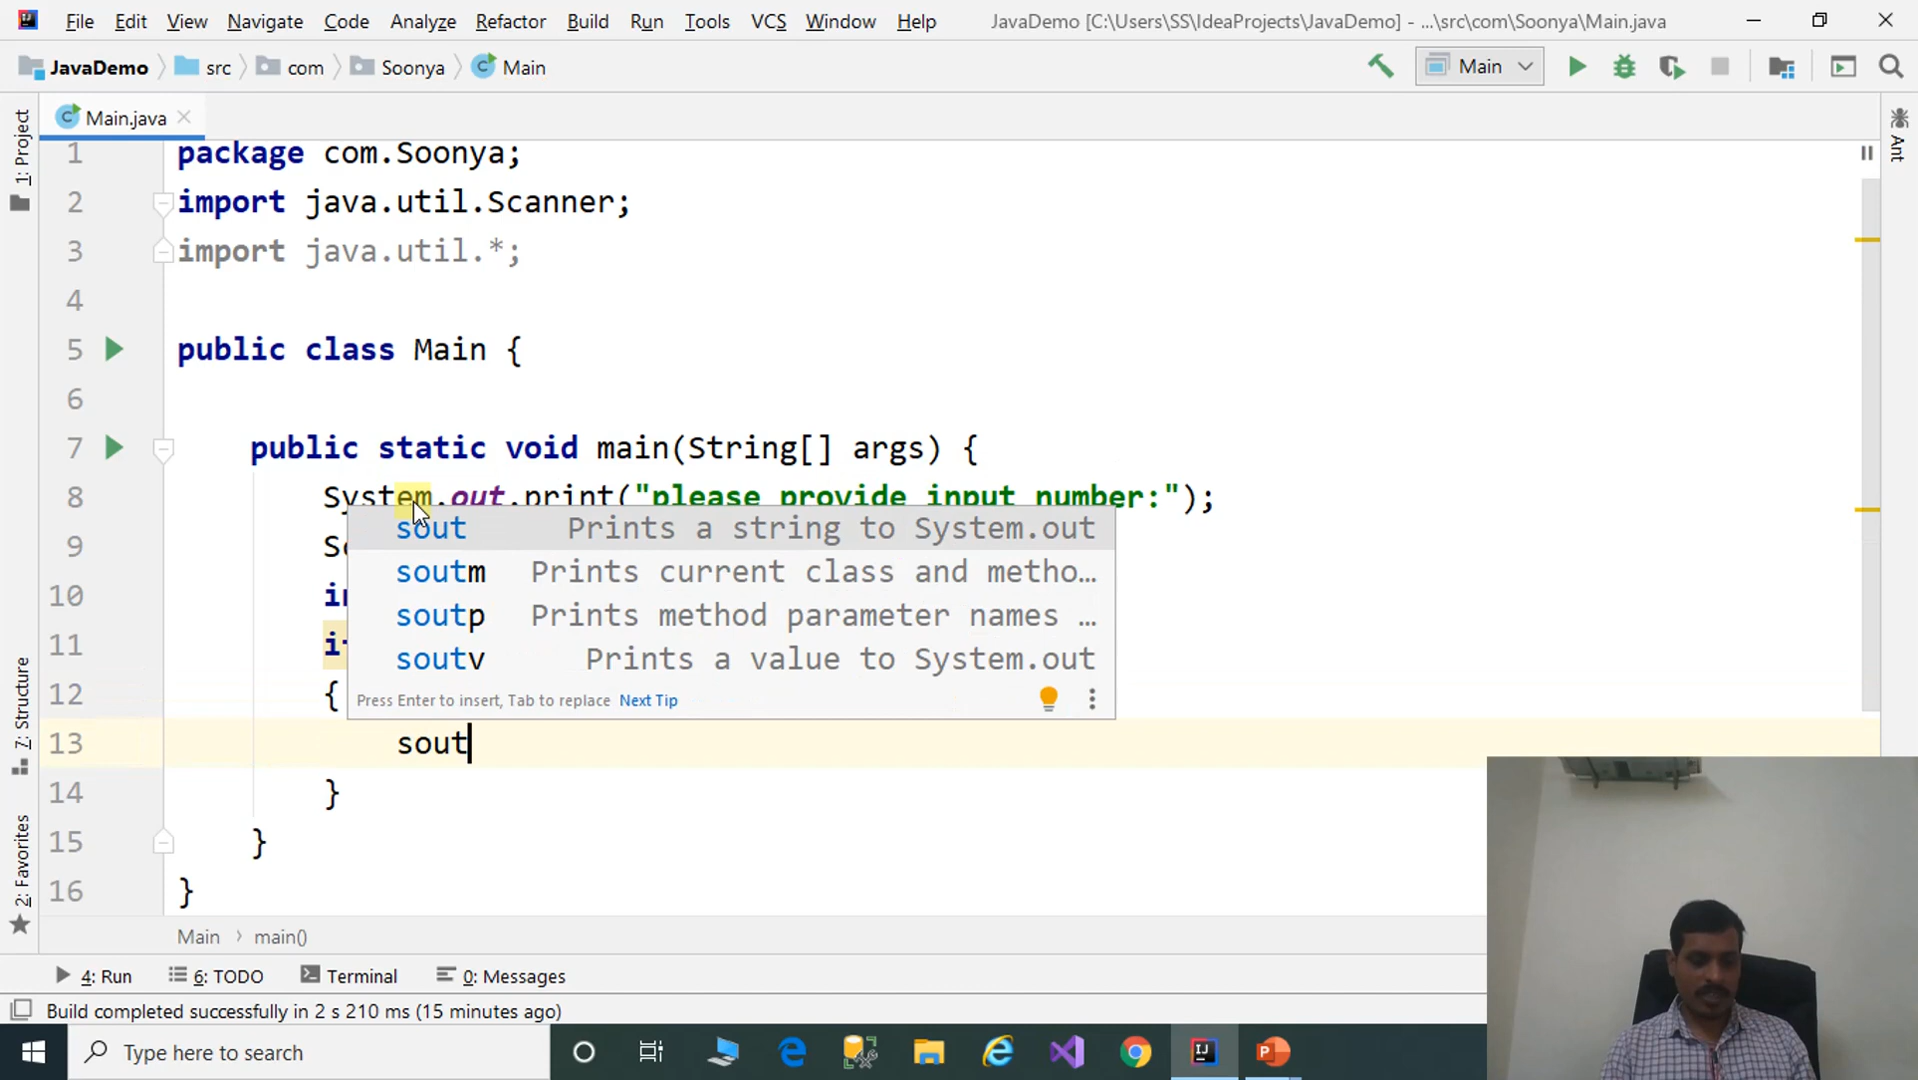 File Edit View Navigate Code Analyze Refactor Build Run Tools VCS Window Help JavaDemo [C:\Users\SS\IdeaProjects\JavaDemo] - ...\src\com\Soonya\Main.java
JavaDemo src com Soonya Main Main
Main.java
1: Project
7: Structure
2: Favorites
Ant
1 package com.Soonya;
2 import java.util.Scanner;
3 import java.util.*;
4
5 public class Main {
6
7 public static void main(String[] args) {
8 System.out.print("please provide input number:");
9 Sc
10 in
11 if
sout Prints a string to System.out
soutm Prints current class and metho...
soutp Prints method parameter names ...
soutv Prints a value to System.out
Press Enter to insert, Tab to replace Next Tip
12 {
13 sout
14 }
15 }
16 }
Main main()
4: Run 6: TODO Terminal 0: Messages
Build completed successfully in 2 s 210 ms (15 minutes ago)
Type here to search